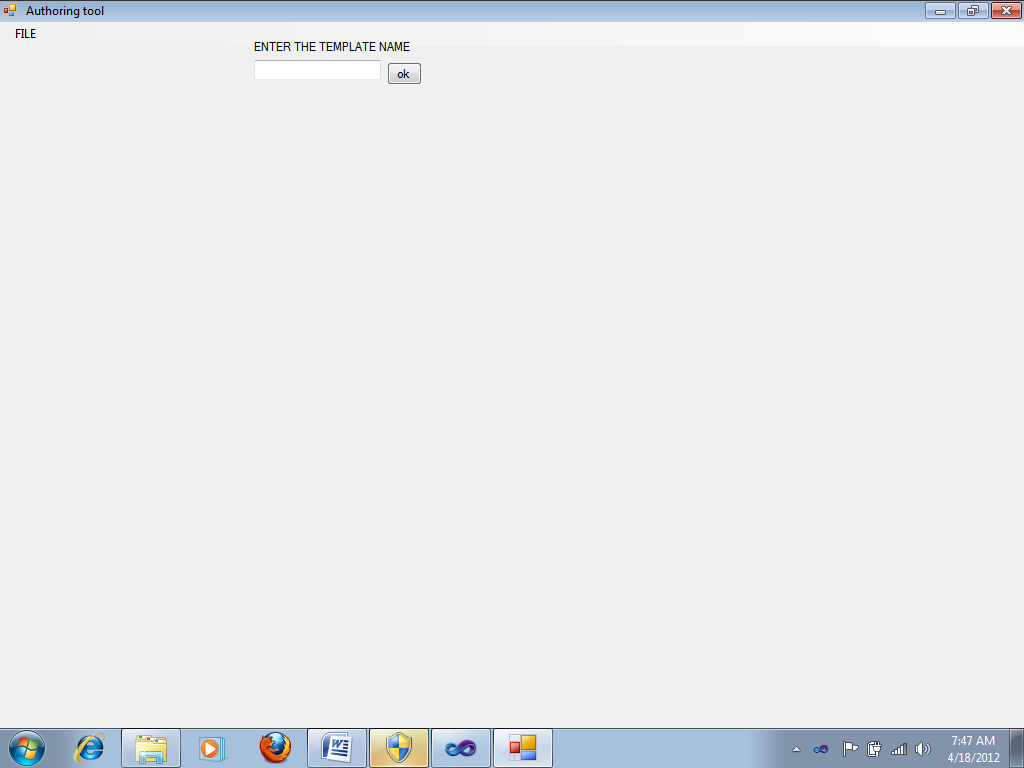 Authoring tool
FILE
ENTER THE TEMPLATE NAME
ok
7:47 AM
4/18/2012